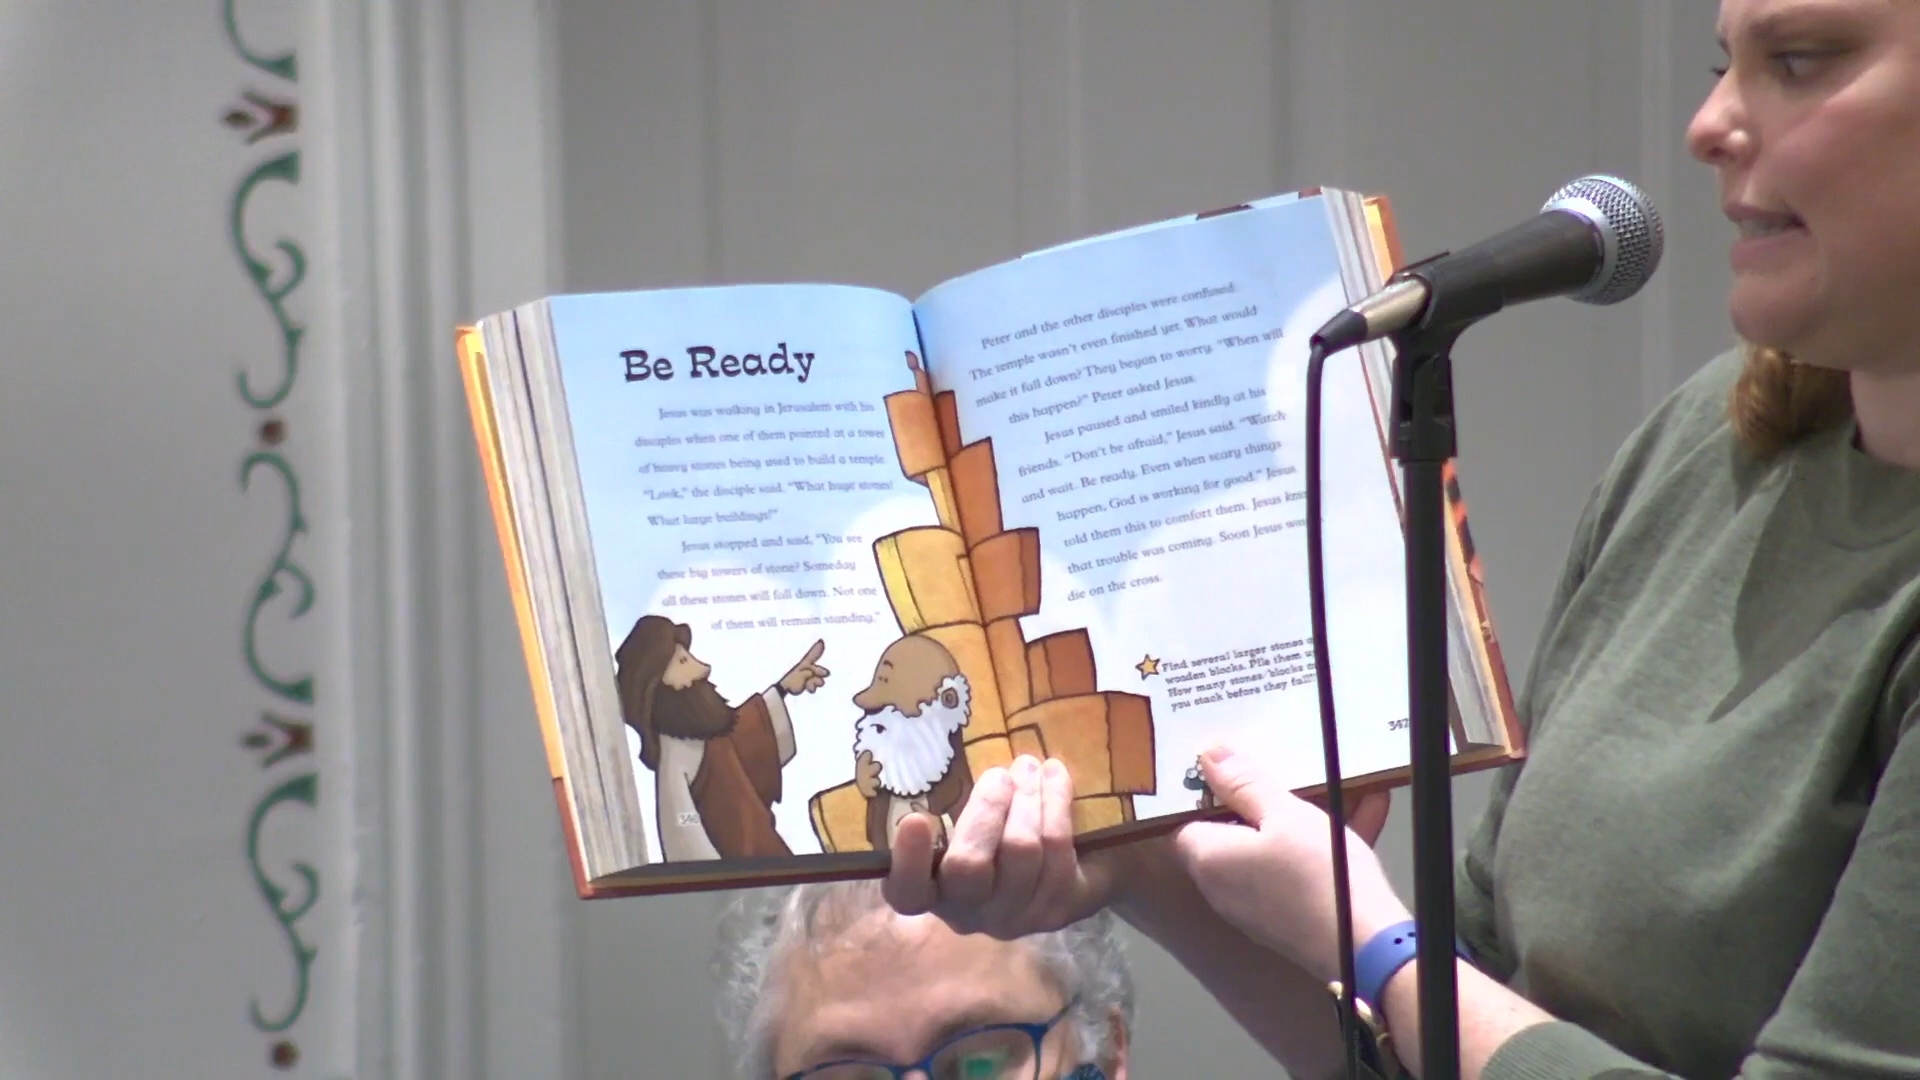 Be Ready
Jesus was walking in Jerusalem with his
disciples when one of them pointed at a tower
of heavy stones being used to build a temple.
“Look,” the disciple said. “What huge stones!
What large buildings!”
Jesus stopped and said, “You see
these big towers of stone? Someday
all these stones will fall down. Not one
of them will remain standing.”
346
Peter and the other disciples were confused.
The temple wasn’t even finished yet. What would
make it fall down? They began to worry. “When will
this happen?” Peter asked Jesus.
Jesus paused and smiled kindly at his
friends. “Don’t be afraid,” Jesus said. “Watch
and wait. Be ready. Even when scary things
happen, God is working for good.” Jesus
told them this to comfort them. Jesus
that trouble was coming. Soon Jesus
die on the cross.
Find several larger stones
wooden blocks. Pile them
How many stones/blocks
you stack before they fall?
347